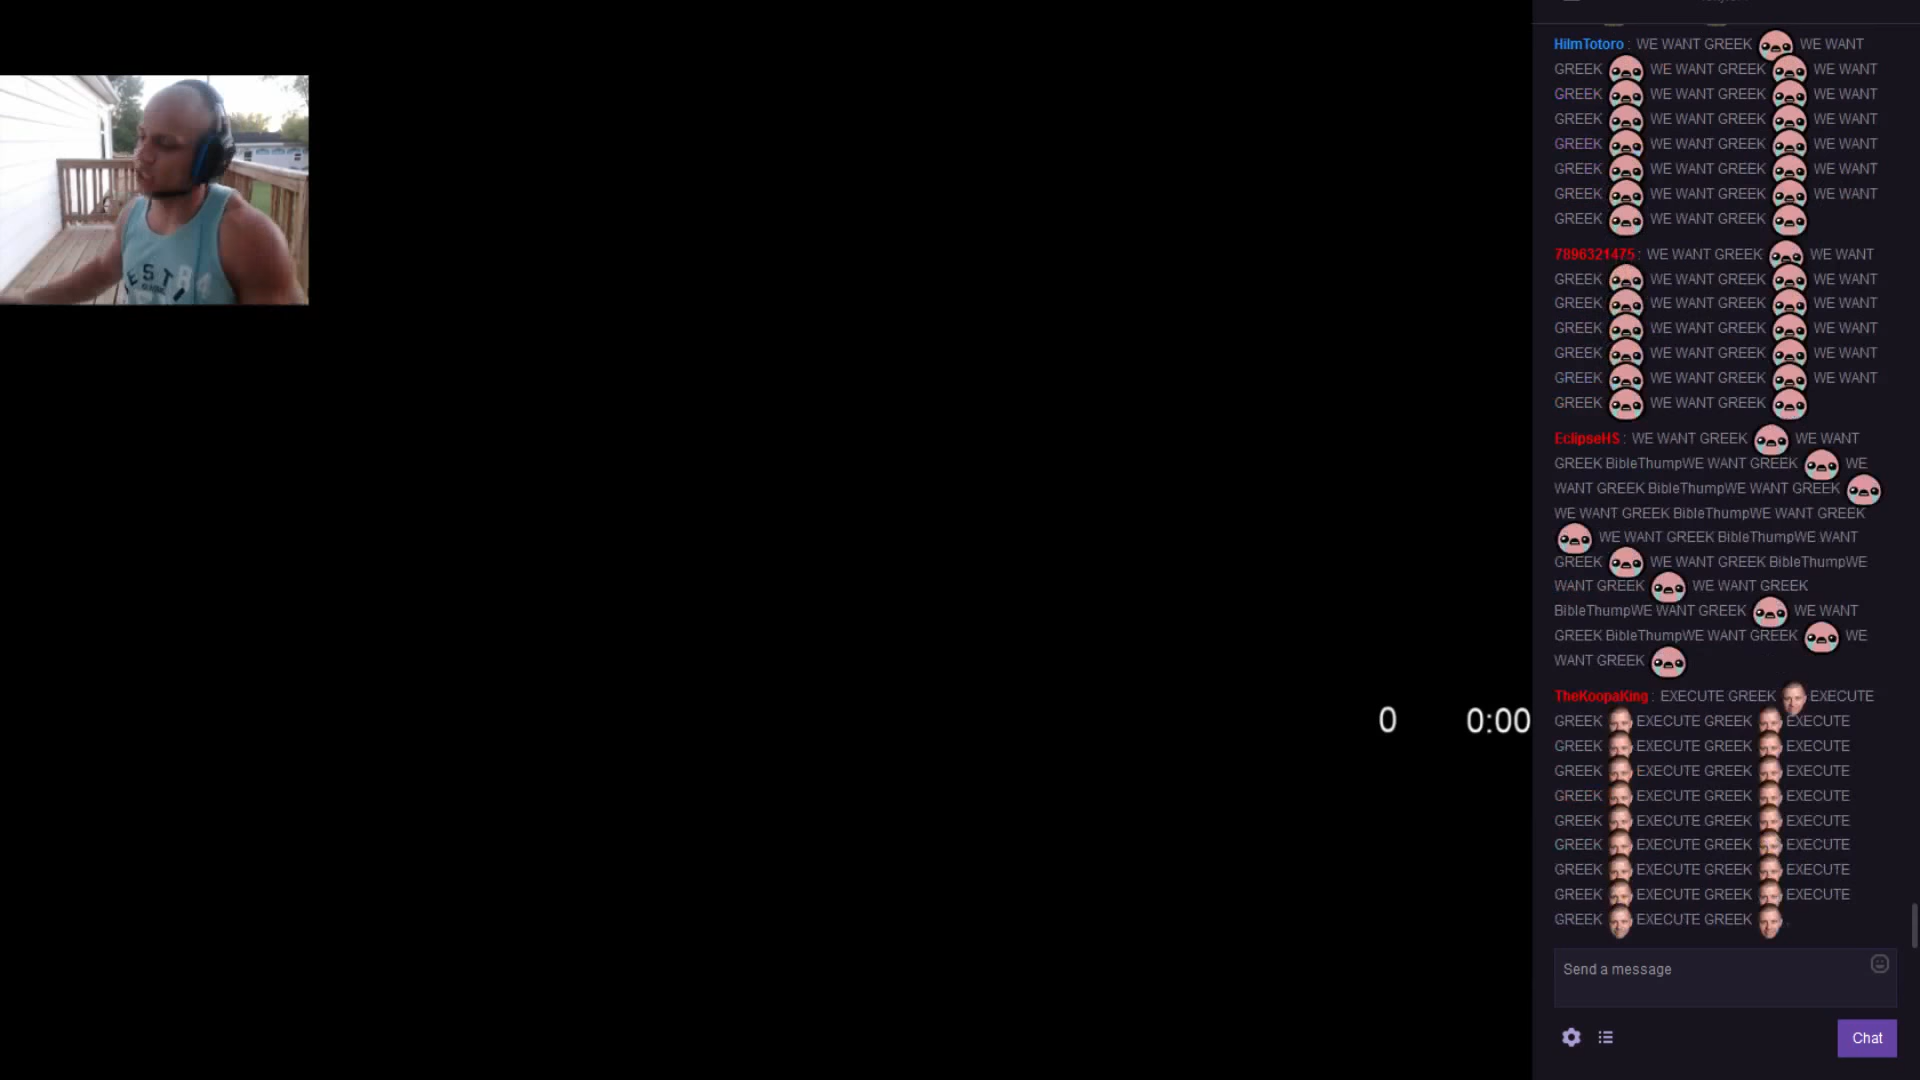 HilmTotoro : WE WANT GREEK WE WANT
GREEK WE WANT GREEK WE WANT
GREEK WE WANT GREEK WE WANT
GREEK WE WANT GREEK WE WANT
GREEK WE WANT GREEK WE WANT
GREEK WE WANT GREEK WE WANT
GREEK WE WANT GREEK WE WANT
GREEK WE WANT GREEK
7896321475 : WE WANT GREEK WE WANT
GREEK WE WANT GREEK WE WANT
GREEK WE WANT GREEK WE WANT
GREEK WE WANT GREEK WE WANT
GREEK WE WANT GREEK WE WANT
GREEK WE WANT GREEK WE WANT
GREEK WE WANT GREEK
EclipseHS : WE WANT GREEK WE WANT
GREEK BibleThumpWE WANT GREEK WE
WANT GREEK BibleThumpWE WANT GREEK
WE WANT GREEK BibleThumpWE WANT GREEK
WE WANT GREEK BibleThumpWE WANT
GREEK WE WANT GREEK BibleThumpWE
WANT GREEK WE WANT GREEK
BibleThumpWE WANT GREEK WE WANT
GREEK BibleThumpWE WANT GREEK WE
WANT GREEK
TheKoopaKing : EXECUTE GREEK EXECUTE
GREEK EXECUTE GREEK EXECUTE
GREEK EXECUTE GREEK EXECUTE
GREEK EXECUTE GREEK EXECUTE
GREEK EXECUTE GREEK EXECUTE
GREEK EXECUTE GREEK EXECUTE
GREEK EXECUTE GREEK EXECUTE
GREEK EXECUTE GREEK EXECUTE
GREEK EXECUTE GREEK EXECUTE
GREEK EXECUTE GREEK
0 0:00
Send a message
Chat